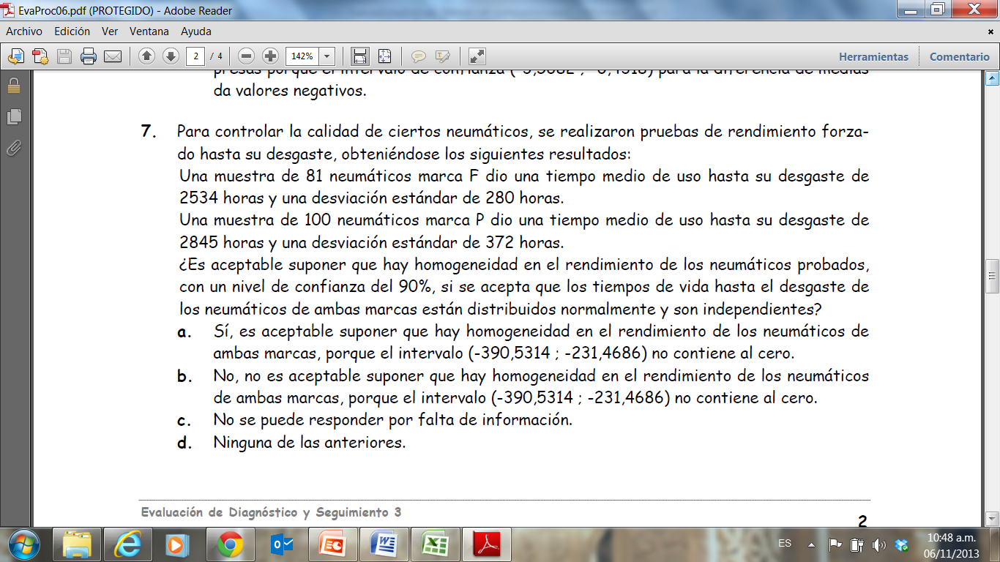 EvaProc06.pdf (PROTEGIDO) - Adobe Reader
Archivo Edición Ver Ventana Ayuda
2 / 4 142% Herramientas Comentario
presas porque el intervalo de confianza para la diferencia de medias
da valores negativos.
7. Para controlar la calidad de ciertos neumáticos, se realizaron pruebas de rendimiento forza-
do hasta su desgaste, obteniéndose los siguientes resultados:
Una muestra de 81 neumáticos marca F dio una tiempo medio de uso hasta su desgaste de
2534 horas y una desviación estándar de 280 horas.
Una muestra de 100 neumáticos marca P dio una tiempo medio de uso hasta su desgaste de
2845 horas y una desviación estándar de 372 horas.
¿Es aceptable suponer que hay homogeneidad en el rendimiento de los neumáticos probados,
con un nivel de confianza del 90%, si se acepta que los tiempos de vida hasta el desgaste de
los neumáticos de ambas marcas están distribuidos normalmente y son independientes?
a. Sí, es aceptable suponer que hay homogeneidad en el rendimiento de los neumáticos de
ambas marcas, porque el intervalo (-390,5314 ; -231,4686) no contiene al cero.
b. No, no es aceptable suponer que hay homogeneidad en el rendimiento de los neumáticos
de ambas marcas, porque el intervalo (-390,5314 ; -231,4686) no contiene al cero.
c. No se puede responder por falta de información.
d. Ninguna de las anteriores.
Evaluación de Diagnóstico y Seguimiento 3
2
ES 10:48 a.m.
06/11/2013